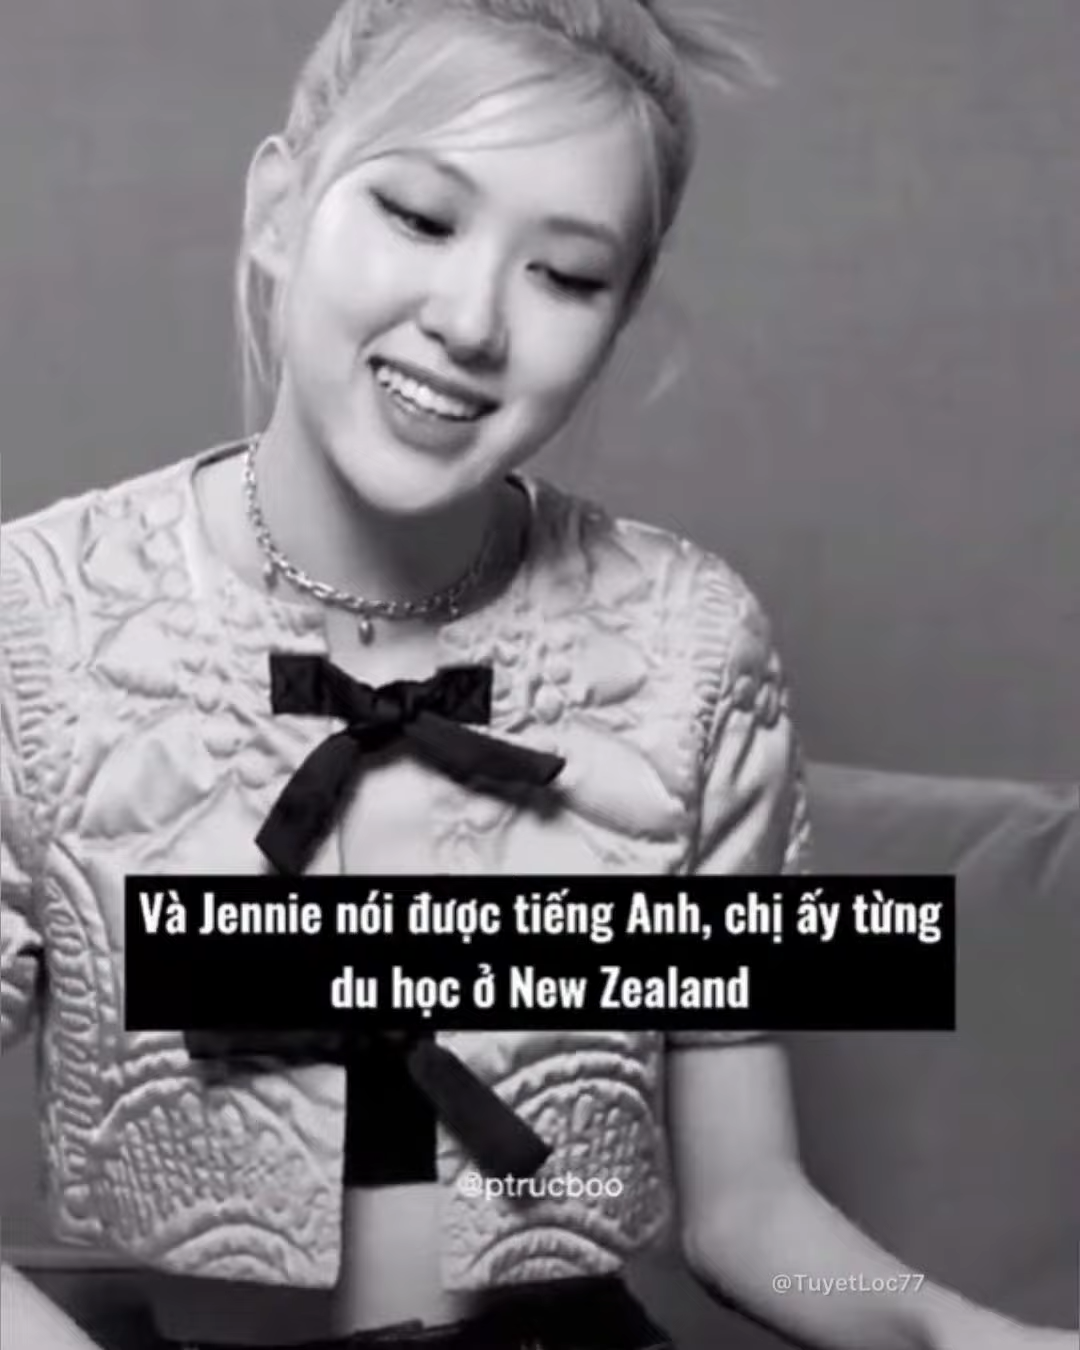 Và Jennie nói được tiếng Anh, chị ấy từng
du học ở New Zealand
@ptrucboo
@TuyetLoc77